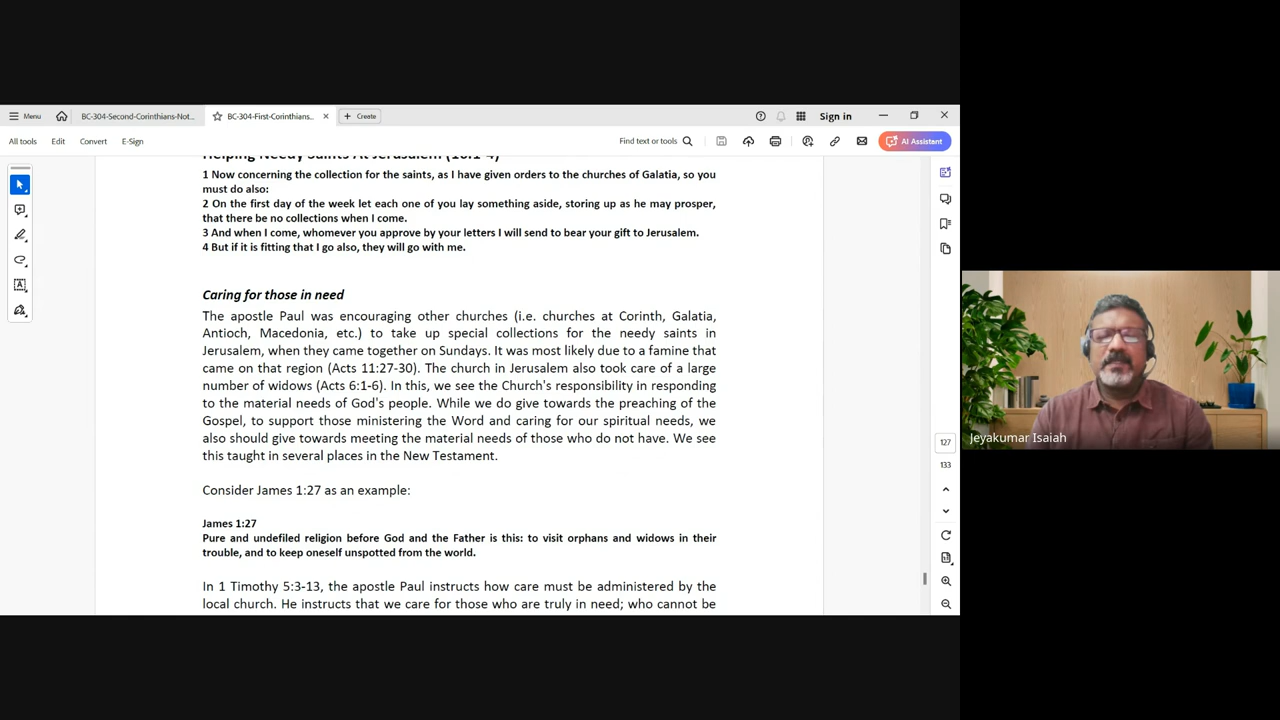 Menu
BC-304-Second-Corinthians-Not...
BC-304-First-Corinthians...
Create
Sign in
All tools
Edit
Convert
E-Sign
Find text or tools
AI Assistant
Helping Needy Saints At Jerusalem (16:1-4)
1 Now concerning the collection for the saints, as I have given orders to the churches of Galatia, so you
must do also:
2 On the first day of the week let each one of you lay something aside, storing up as he may prosper,
that there be no collections when I come.
3 And when I come, whomever you approve by your letters I will send to bear your gift to Jerusalem.
4 But if it is fitting that I go also, they will go with me.
Caring for those in need
The apostle Paul was encouraging other churches (i.e. churches at Corinth, Galatia,
Antioch, Macedonia, etc.) to take up special collections for the needy saints in
Jerusalem, when they came together on Sundays. It was most likely due to a famine that
came on that region (Acts 11:27-30). The church in Jerusalem also took care of a large
number of widows (Acts 6:1-6). In this, we see the Church's responsibility in responding
to the material needs of God's people. While we do give towards the preaching of the
Gospel, to support those ministering the Word and caring for our spiritual needs, we
also should give towards meeting the material needs of those who do not have. We see
this taught in several places in the New Testament.
Consider James 1:27 as an example:
James 1:27
Pure and undefiled religion before God and the Father is this: to visit orphans and widows in their
trouble, and to keep oneself unspotted from the world.
In 1 Timothy 5:3-13, the apostle Paul instructs how care must be administered by the
local church. He instructs that we care for those who are truly in need; who cannot be
127
133
Jeyakumar Isaiah